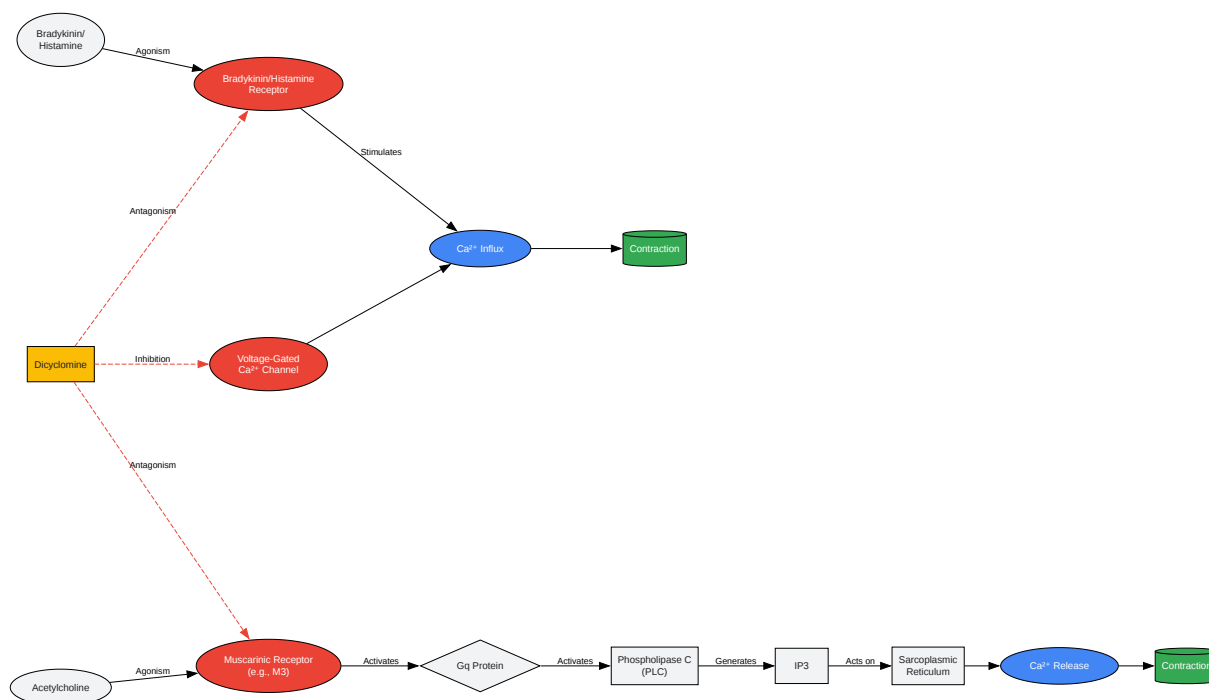 Bradykinin/
Histamine
Agonism
Bradykinin/Histamine
Receptor
Stimulates
Antagonism
Ca²⁺ Influx
Contraction
Dicyclomine
Inhibition
Voltage-Gated
Ca²⁺ Channel
Antagonism
Acetylcholine
Agonism
Muscarinic Receptor
(e.g., M3)
Activates
Gq Protein
Activates
Phospholipase C
(PLC)
Generates
IP3
Acts on
Sarcoplasmic
Reticulum
Ca²⁺ Release
Contraction